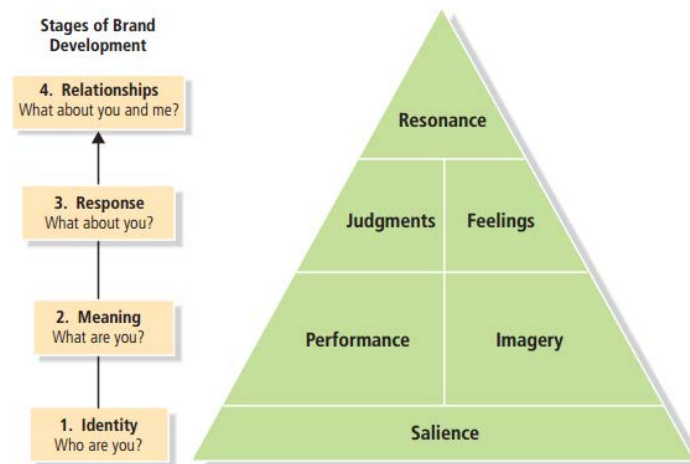 Stages of Brand
Development
4. Relationships
What about you and me?
3. Response
What about you?
2. Meaning
What are you?
1. Identity
Who are you?
Resonance
Judgments
Feelings
Performance
Imagery
Salience